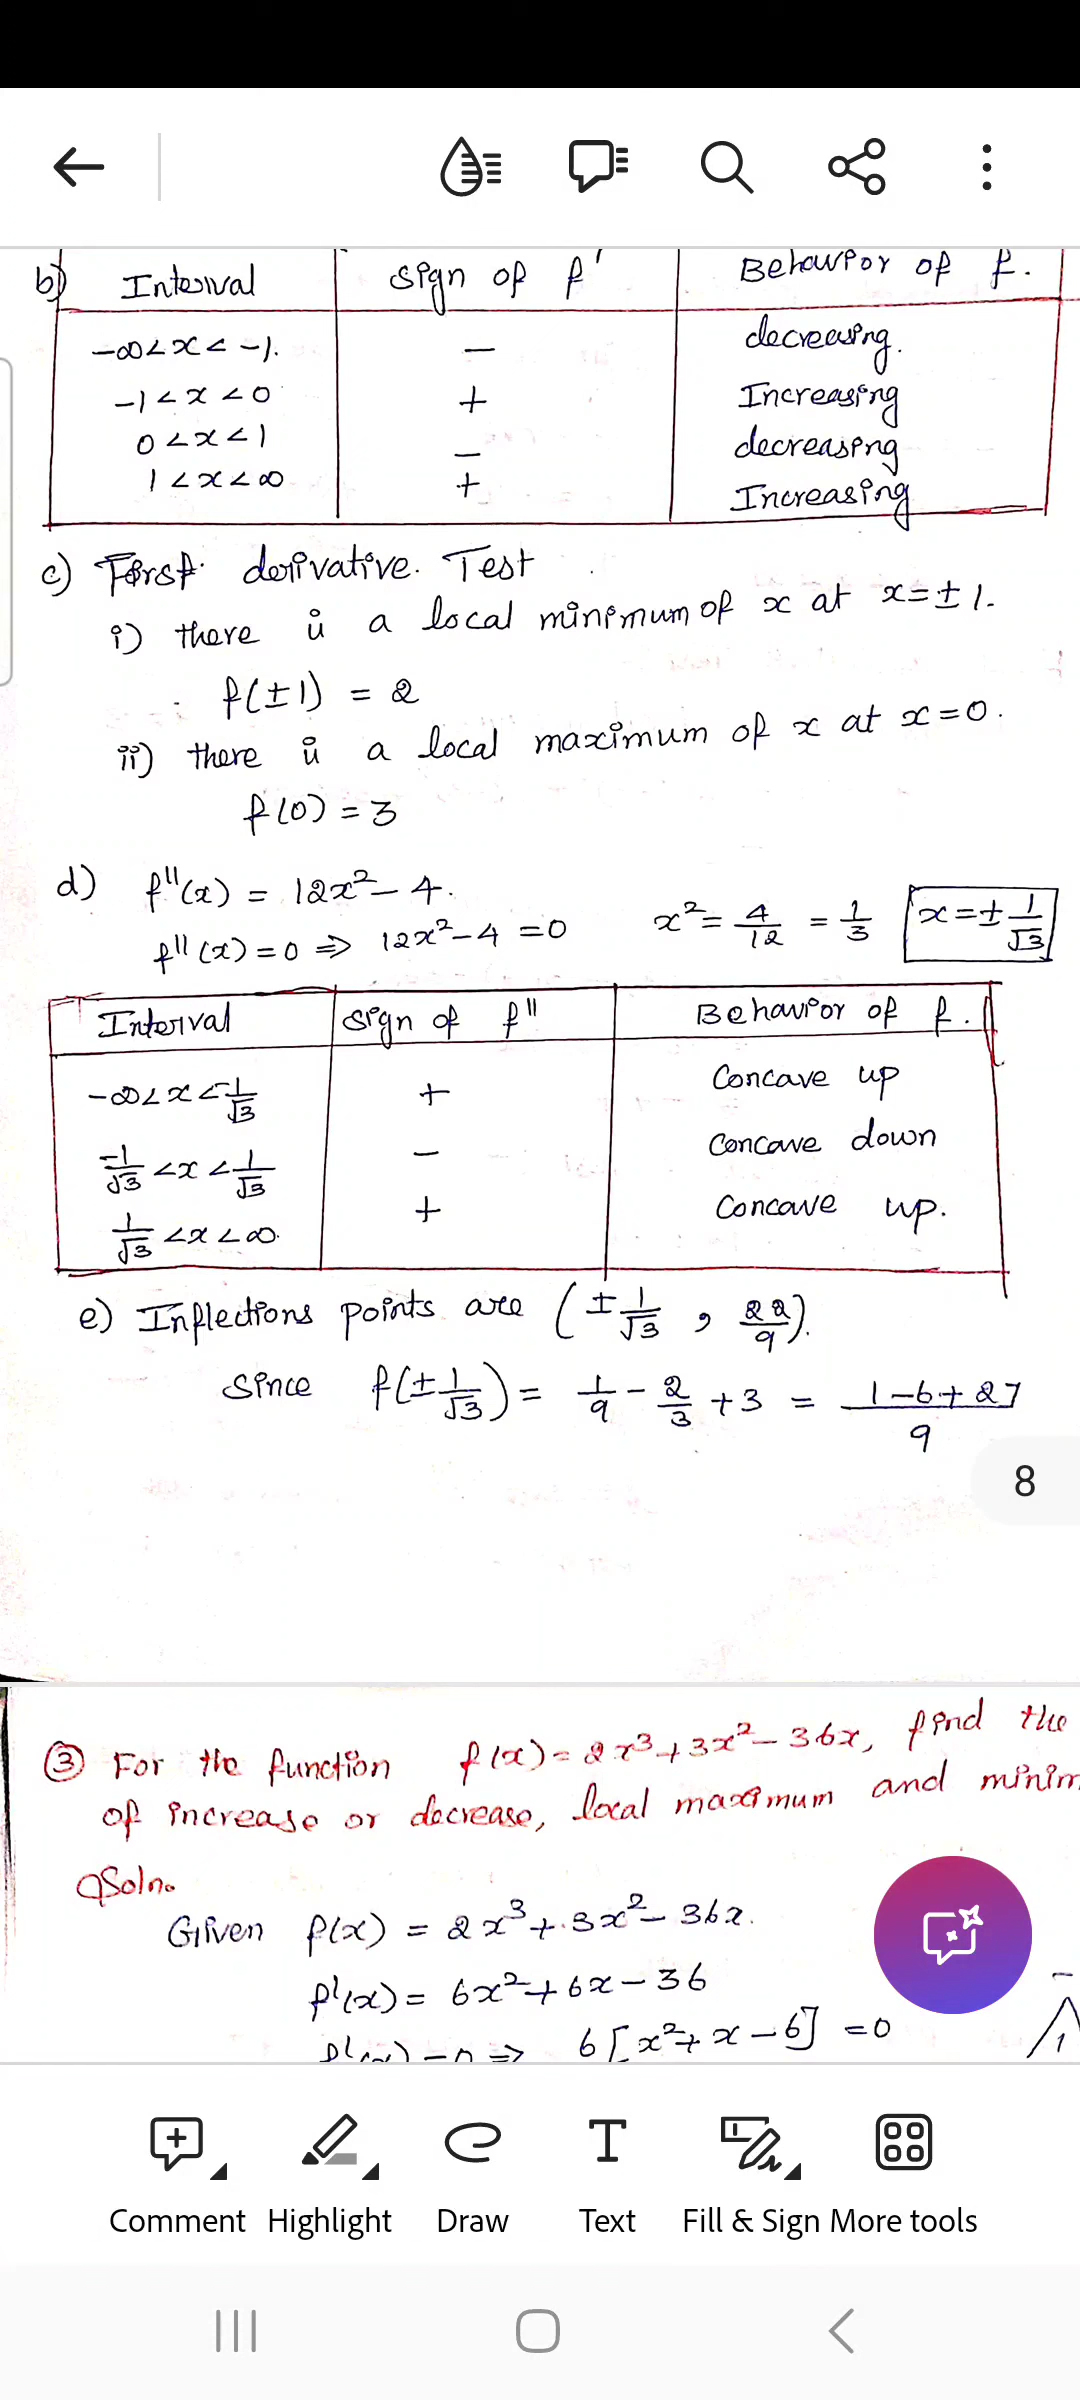 b) Interval | sign of f' | Behavior of f.
-∞<x<-1. | − | decreasing.
-1<x<0 | + | Increasing
0<x<1 | − | decreasing
1<x<∞ | + | Increasing
c) First derivative Test
i) there is a local minimum of x at x=±1.
f(±1) = 2
ii) there is a local maximum of x at x=0.
f(0) = 3
d) f''(x) = 12x²-4.
f''(x)=0 ⇒ 12x²-4=0 x²=4/12 = 1/3 x=±1/√3
Interval | sign of f'' | Behavior of f.
-∞<x<-1/√3 | + | Concave up
-1/√3<x<1/√3 | − | Concave down
1/√3<x<∞. | + | Concave up.
e) Inflections points are (±1/√3, 22/9).
Since f(±1/√3) = 1/9 - 2/3 + 3 = 1-6+27/9
8
③ For the function f(x)=2x³+3x²-36x, find the
of increase or decrease, local maximum and minim
Soln.
Given f(x) = 2x³+3x²-36x.
f'(x) = 6x²+6x-36
f'(x)=0 ⇒ 6[x²+x-6]=0
Comment Highlight Draw Text Fill & Sign More tools